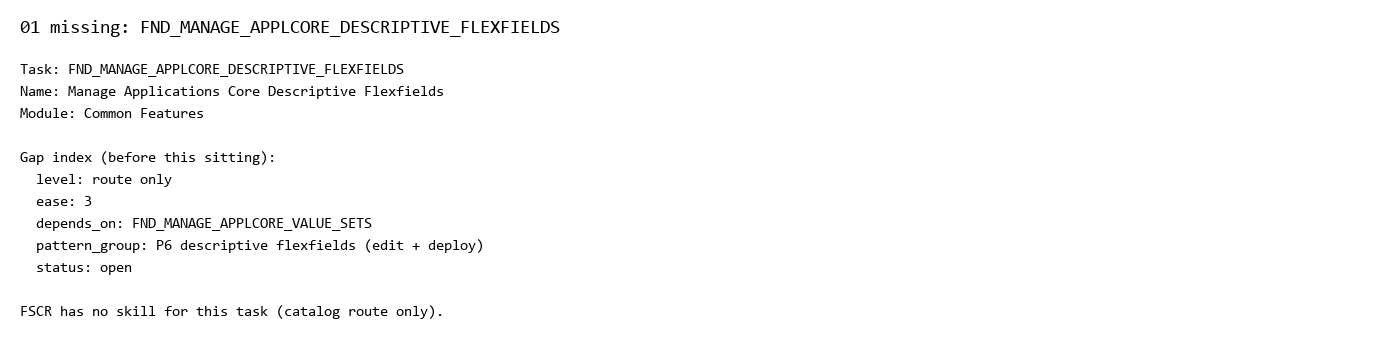 01 missing: FND_MANAGE_APPLCORE_DESCRIPTIVE_FLEXFIELDS
Task: FND_MANAGE_APPLCORE_DESCRIPTIVE_FLEXFIELDS
Name: Manage Applications Core Descriptive Flexfields
Module: Common Features
Gap index (before this sitting):
  level: route only
  ease: 3
  depends_on: FND_MANAGE_APPLCORE_VALUE_SETS
  pattern_group: P6 descriptive flexfields (edit + deploy)
  status: open
FSCR has no skill for this task (catalog route only).